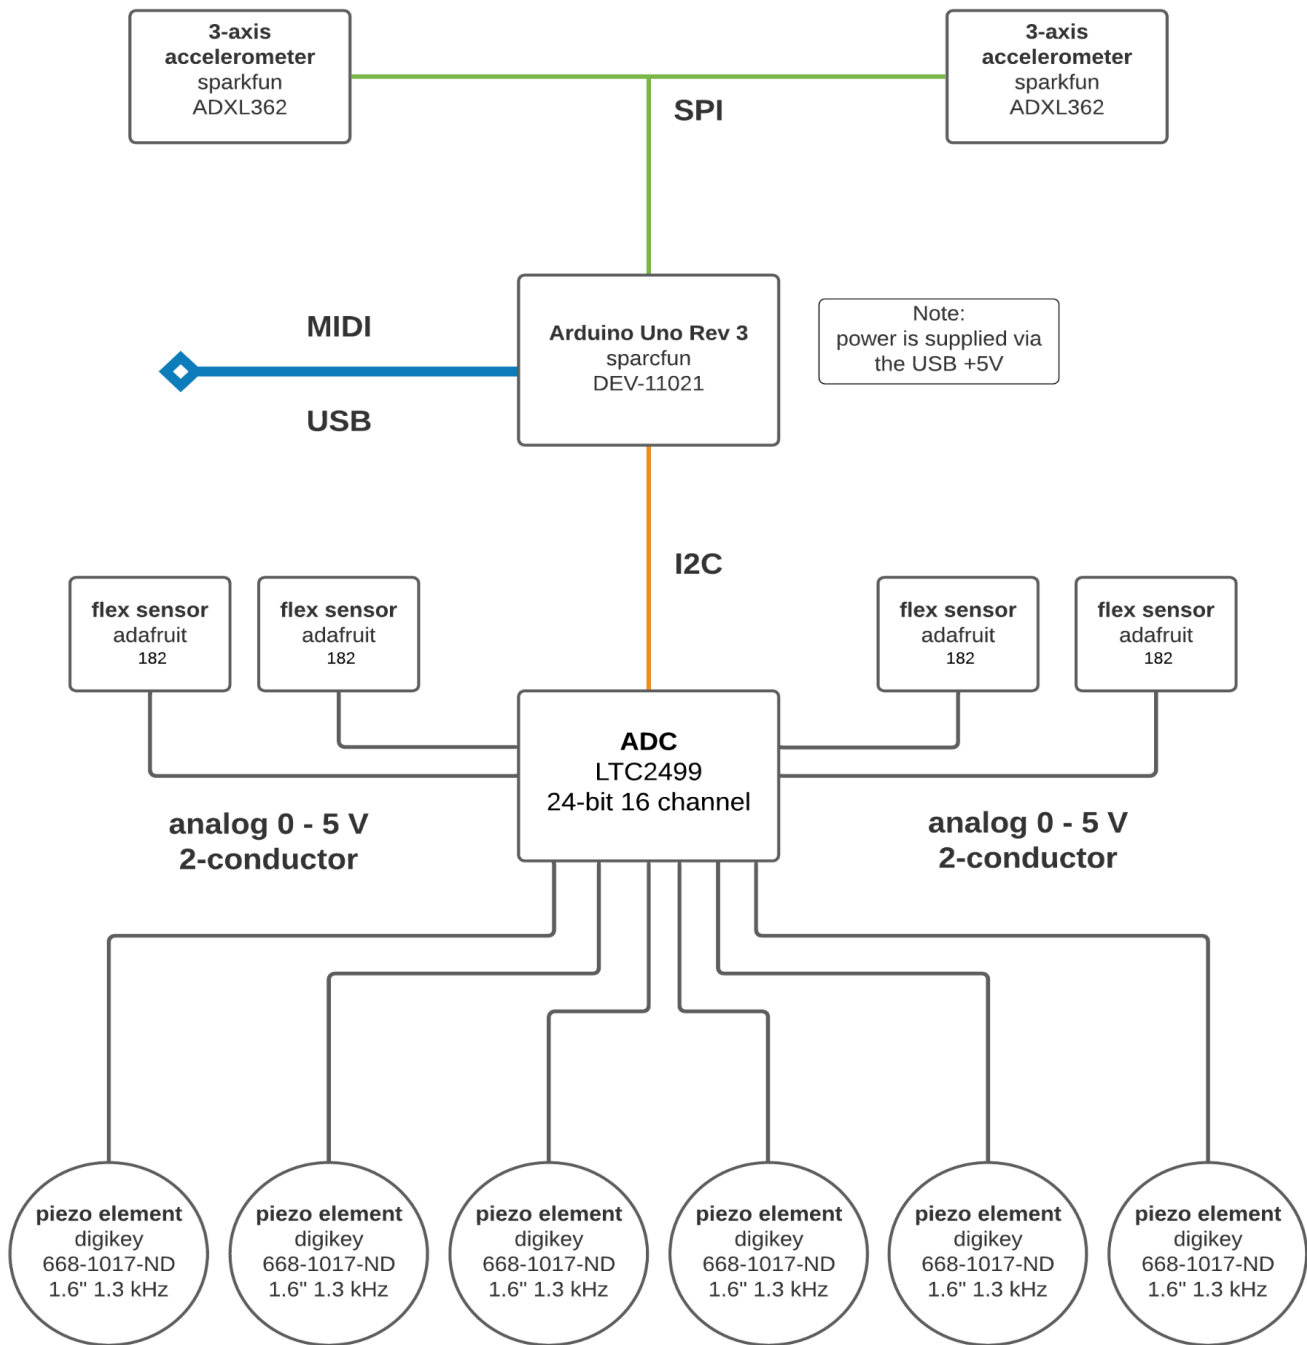 3-axis
accelerometer
sparkfun
ADXL362
3-axis
accelerometer
sparkfun
ADXL362
SPI
MIDI
USB
Arduino Uno Rev 3
sparcfun
DEV-11021
Note:
power is supplied via
the USB +5V
I2C
flex sensor
adafruit
182
flex sensor
adafruit
182
flex sensor
adafruit
182
flex sensor
adafruit
182
ADC
LTC2499
24-bit 16 channel
analog 0 - 5 V
2-conductor
analog 0 - 5 V
2-conductor
piezo element
digikey
668-1017-ND
1.6" 1.3 kHz
piezo element
digikey
668-1017-ND
1.6" 1.3 kHz
piezo element
digikey
668-1017-ND
1.6" 1.3 kHz
piezo element
digikey
668-1017-ND
1.6" 1.3 kHz
piezo element
digikey
668-1017-ND
1.6" 1.3 kHz
piezo element
digikey
668-1017-ND
1.6" 1.3 kHz